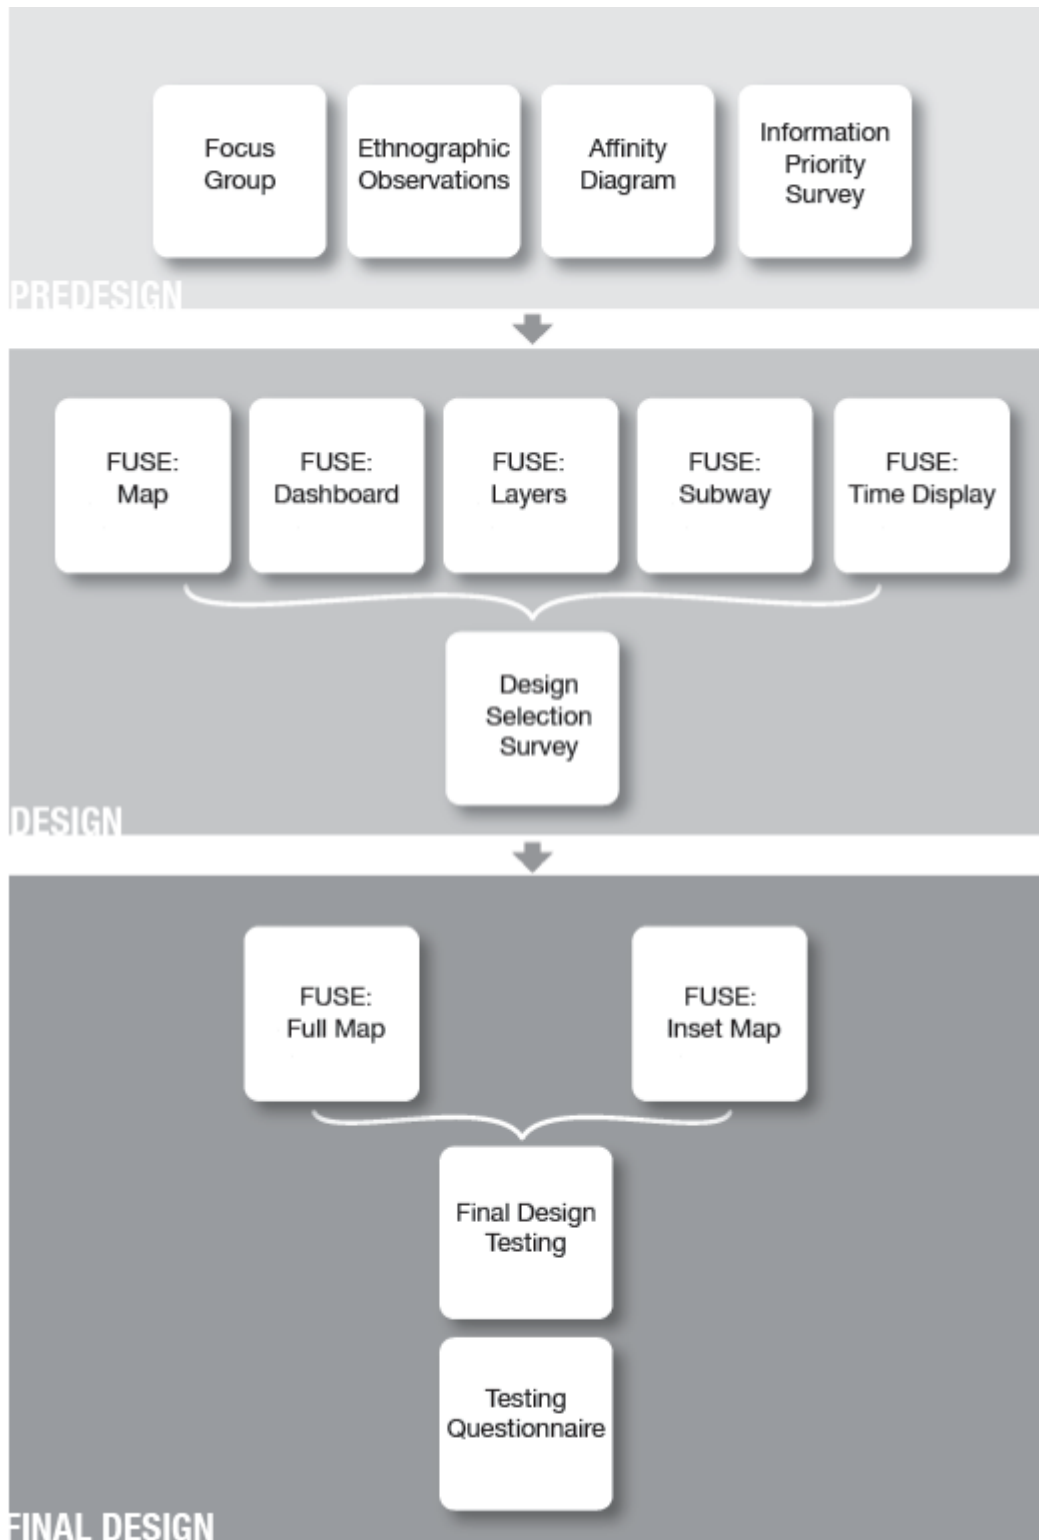 Focus
Group
Ethnographic
Observations
Affinity
Diagram
Information
Priority
Survey
PREDESIGN
FUSE:
Map
FUSE:
Dashboard
FUSE:
Layers
FUSE:
Subway
FUSE:
Time Display
Design
Selection
Survey
DESIGN
FUSE:
Full Map
FUSE:
Inset Map
Final Design
Testing
Testing
Questionnaire
FINAL DESIGN